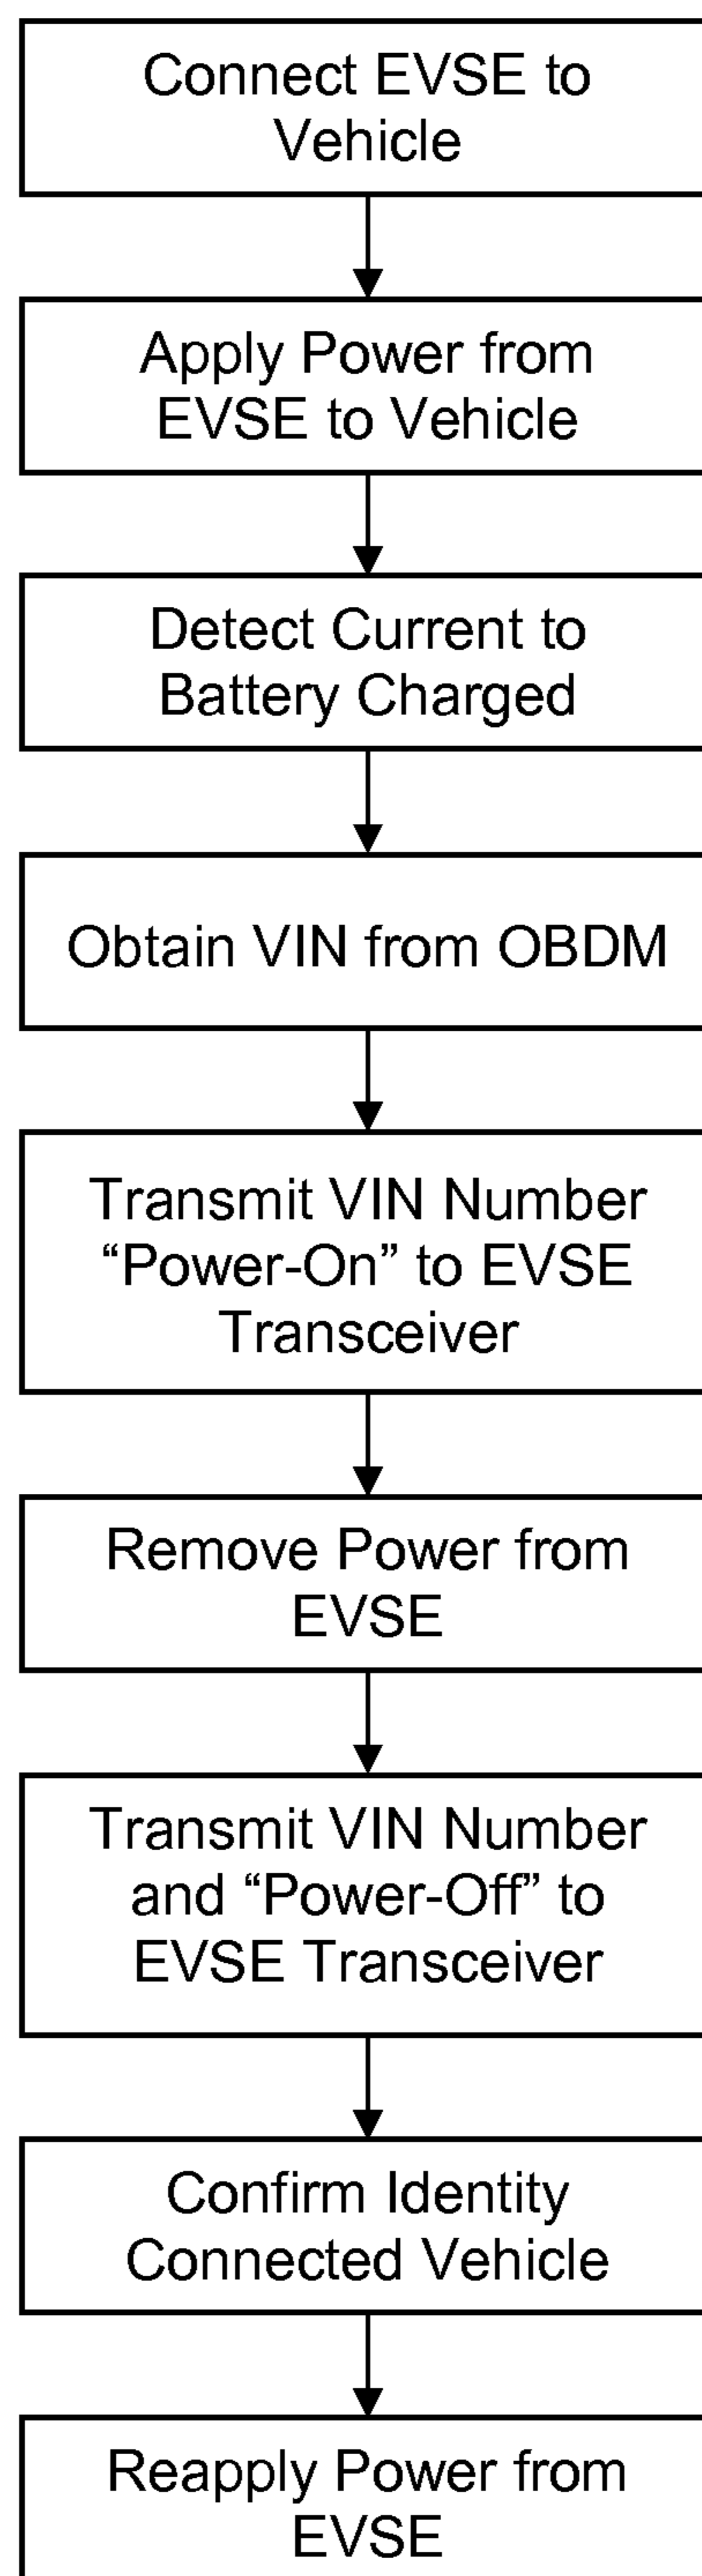 Connect EVSE to
Vehicle
Apply Power from
EVSE to Vehicle
Detect Current to
Battery Charged
Obtain VIN from OBDM
Transmit VIN Number
“Power-On” to EVSE
Transceiver
Remove Power from
EVSE
Transmit VIN Number
and “Power-Off” to
EVSE Transceiver
Confirm Identity
Connected Vehicle
Reapply Power from
EVSE